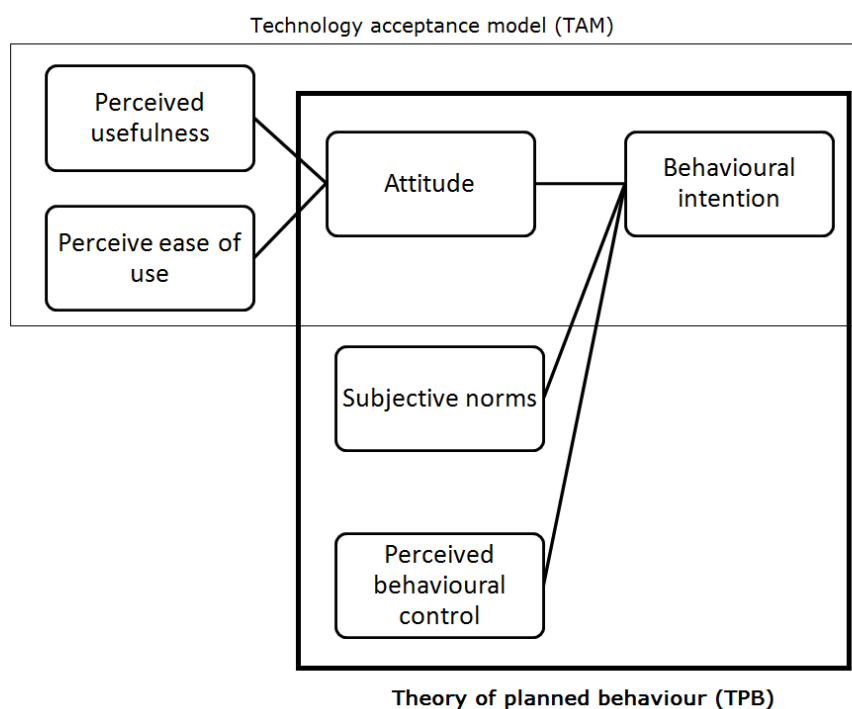 Technology acceptance model (TAM)
Perceived
usefulness
Perceive ease of
use
Attitude
Behavioural
intention
Subjective norms
Perceived
behavioural
control
Theory of planned behaviour (TPB)